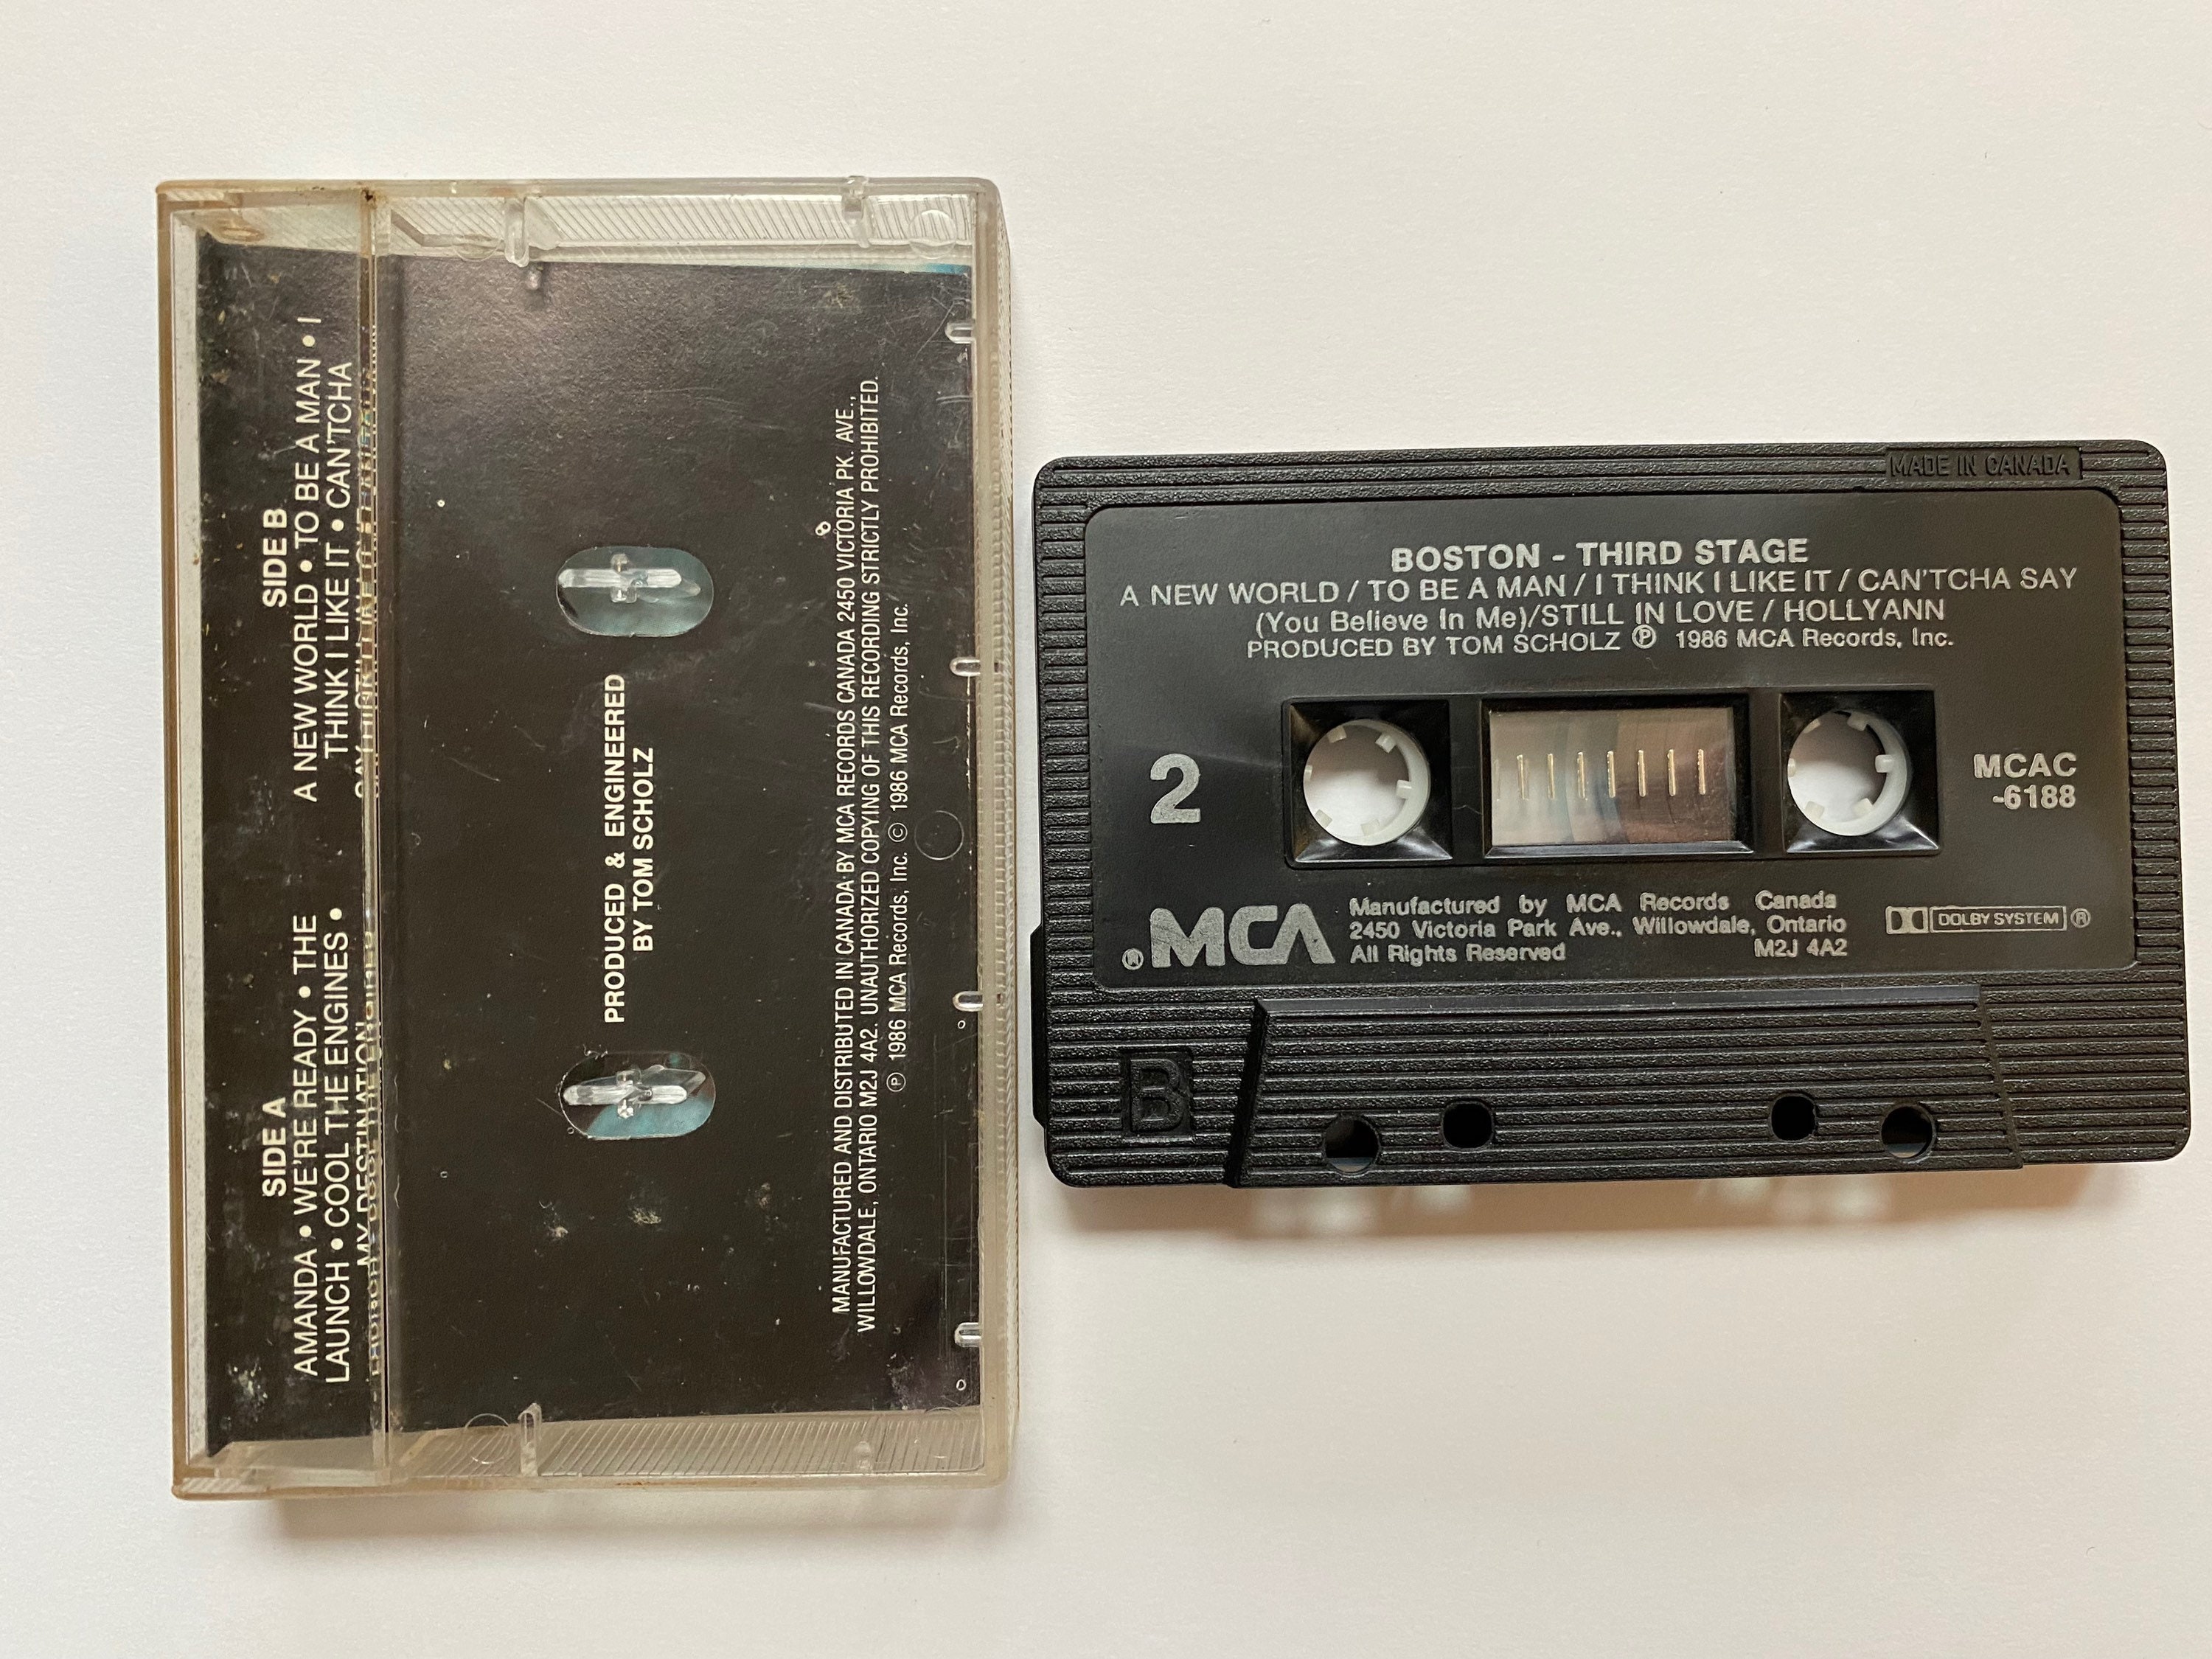 SIDE A
AMANDA • WE'RE READY • THE
LAUNCH • COOL THE ENGINES •
MY DESTINATION
SIDE B
A NEW WORLD • TO BE A MAN • I
THINK I LIKE IT • CAN'TCHA
SAY
PRODUCED & ENGINEERED
BY TOM SCHOLZ
MANUFACTURED AND DISTRIBUTED IN CANADA BY MCA RECORDS CANADA 2450 VICTORIA PK. AVE.,
WILLOWDALE, ONTARIO M2J 4A2. UNAUTHORIZED COPYING OF THIS RECORDING STRICTLY PROHIBITED.
℗ 1986 MCA Records, Inc. © 1986 MCA Records, Inc.
MADE IN CANADA
BOSTON - THIRD STAGE
A NEW WORLD / TO BE A MAN / I THINK I LIKE IT / CAN'TCHA SAY
(You Believe In Me)/STILL IN LOVE / HOLLYANN
PRODUCED BY TOM SCHOLZ ℗ 1986 MCA Records, Inc.
2
MCAC
-6188
®MCA
Manufactured by MCA Records Canada
2450 Victoria Park Ave., Willowdale, Ontario
All Rights Reserved M2J 4A2
DOLBY SYSTEM ®
B